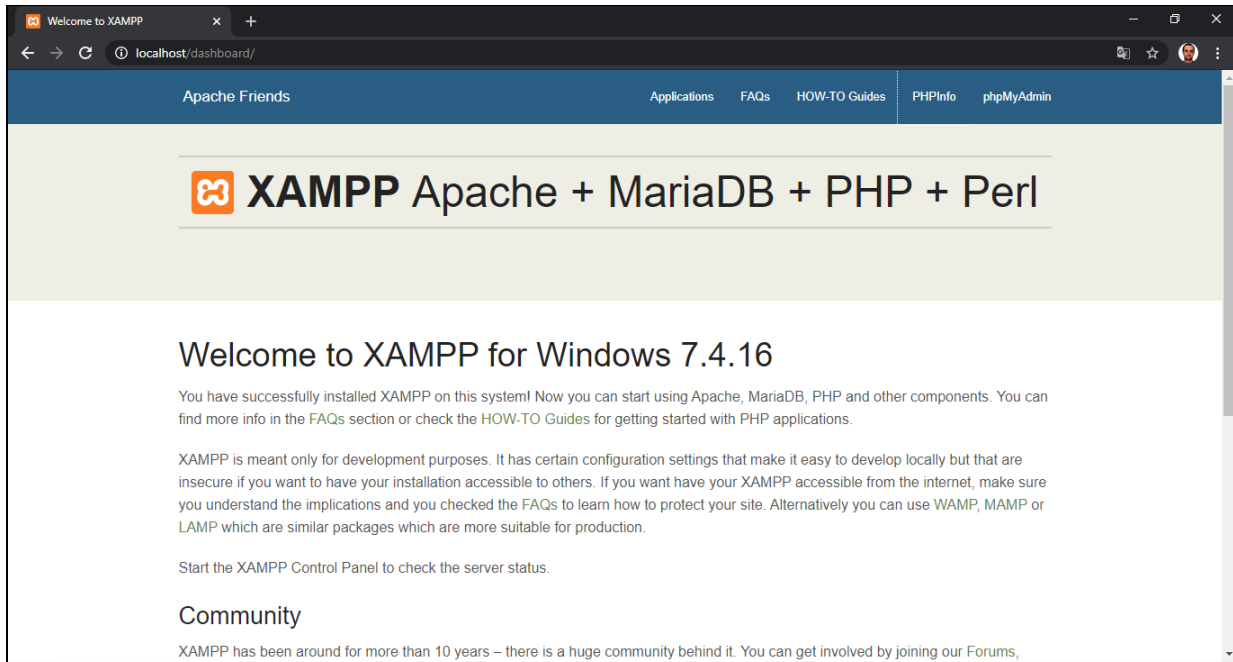 Welcome to XAMPP
localhost/dashboard/
Apache Friends
Applications FAQs HOW-TO Guides PHPInfo phpMyAdmin
XAMPP Apache + MariaDB + PHP + Perl
Welcome to XAMPP for Windows 7.4.16
You have successfully installed XAMPP on this system! Now you can start using Apache, MariaDB, PHP and other components. You can
find more info in the FAQs section or check the HOW-TO Guides for getting started with PHP applications.
XAMPP is meant only for development purposes. It has certain configuration settings that make it easy to develop locally but that are
insecure if you want to have your installation accessible to others. If you want have your XAMPP accessible from the internet, make sure
you understand the implications and you checked the FAQs to learn how to protect your site. Alternatively you can use WAMP, MAMP or
LAMP which are similar packages which are more suitable for production.
Start the XAMPP Control Panel to check the server status.
Community
XAMPP has been around for more than 10 years – there is a huge community behind it. You can get involved by joining our Forums,